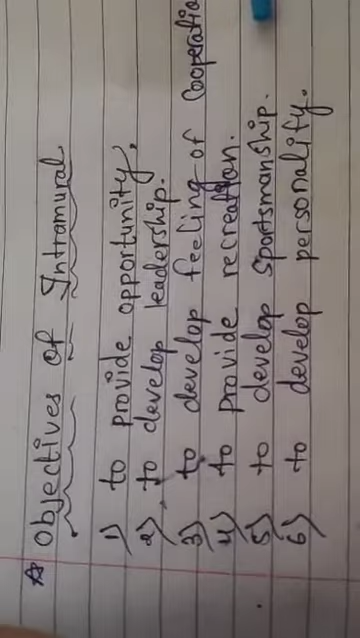 ☆ Objectives of Intramural
1) to provide opportunity.
2) to develop leadership.
3) to develop feeling of
4) to provide recreation.
5) to develop sportsmanship.
6) to develop personality.